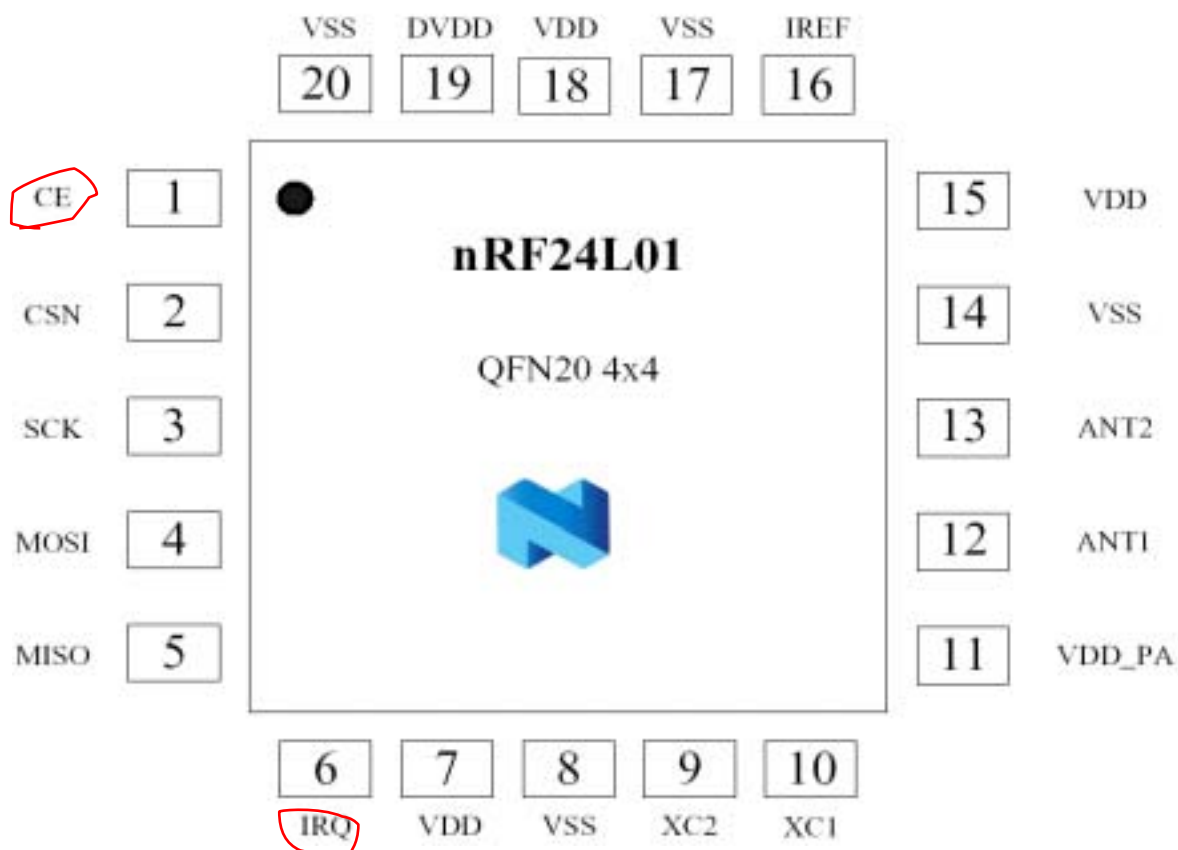 VSS DVDD VDD VSS IREF
20 19 18 17 16
CE 1 15 VDD
nRF24L01
CSN 2 14 VSS
QFN20 4x4
SCK 3 13 ANT2
MOSI 4 12 ANT1
MISO 5 11 VDD_PA
6 7 8 9 10
IRQ VDD VSS XC2 XC1